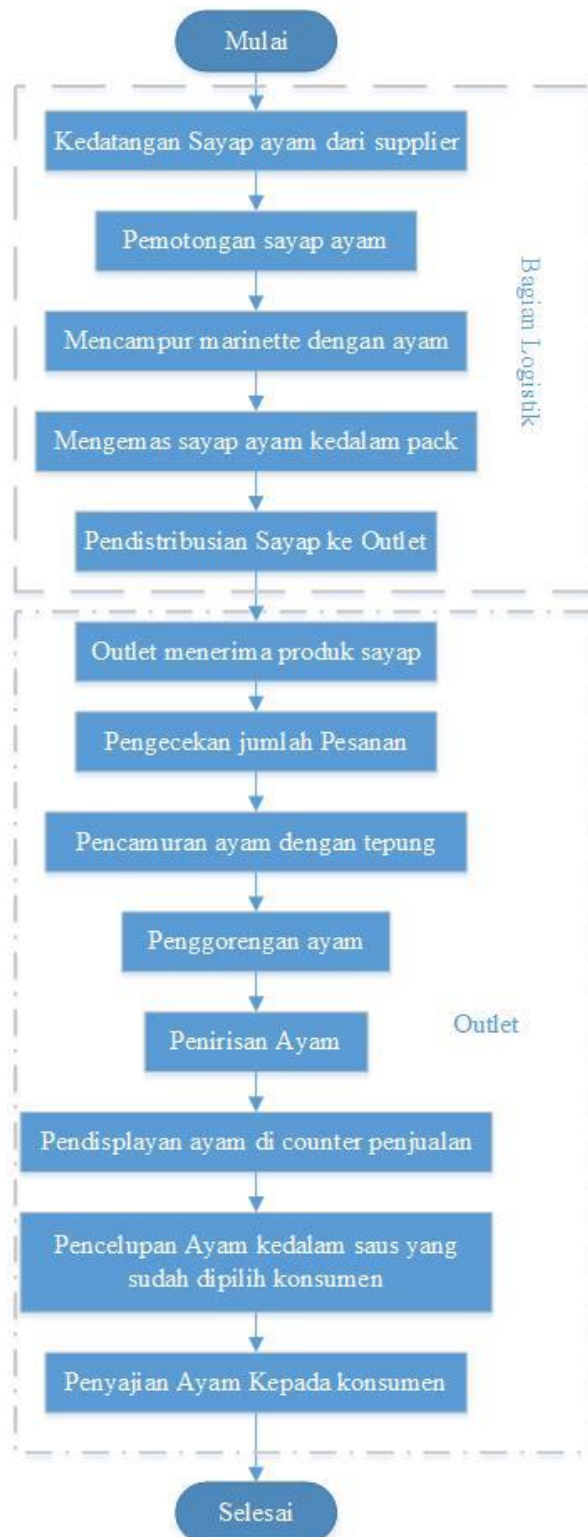 Mulai
Kedatangan Sayap ayam dari supplier
Pemotongan sayap ayam
Mencampur marinette dengan ayam
Mengemas sayap ayam kedalam pack
Pendistribusian Sayap ke Outlet
Bagian Logistik
Outlet menerima produk sayap
Pengecekan jumlah Pesanan
Pencamuran ayam dengan tepung
Penggorengan ayam
Penirisan Ayam
Outlet
Pendisplayan ayam di counter penjualan
Pencelupan Ayam kedalam saus yang
sudah dipilih konsumen
Penyajian Ayam Kepada konsumen
Selesai